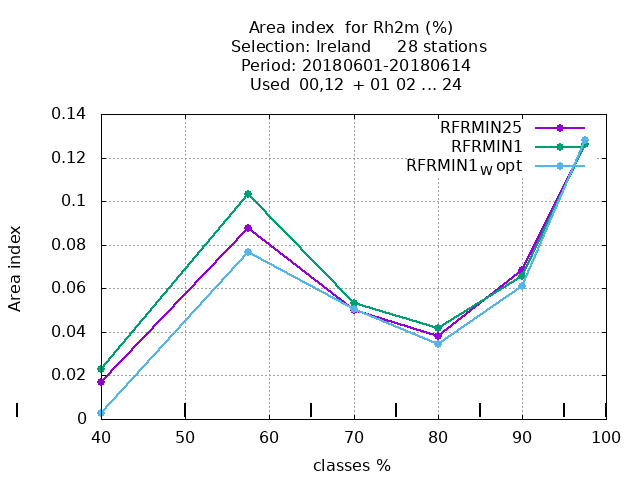 Area index for Rh2m (%)
Selection: Ireland 28 stations
Period: 20180601-20180614
Used 00,12 + 01 02 ... 24
RFRMIN25
RFRMIN1
RFRMIN1W opt
0.14
0.12
0.1
0.08
0.06
0.04
0.02
0
Area index
40 50 60 70 80 90 100
classes %